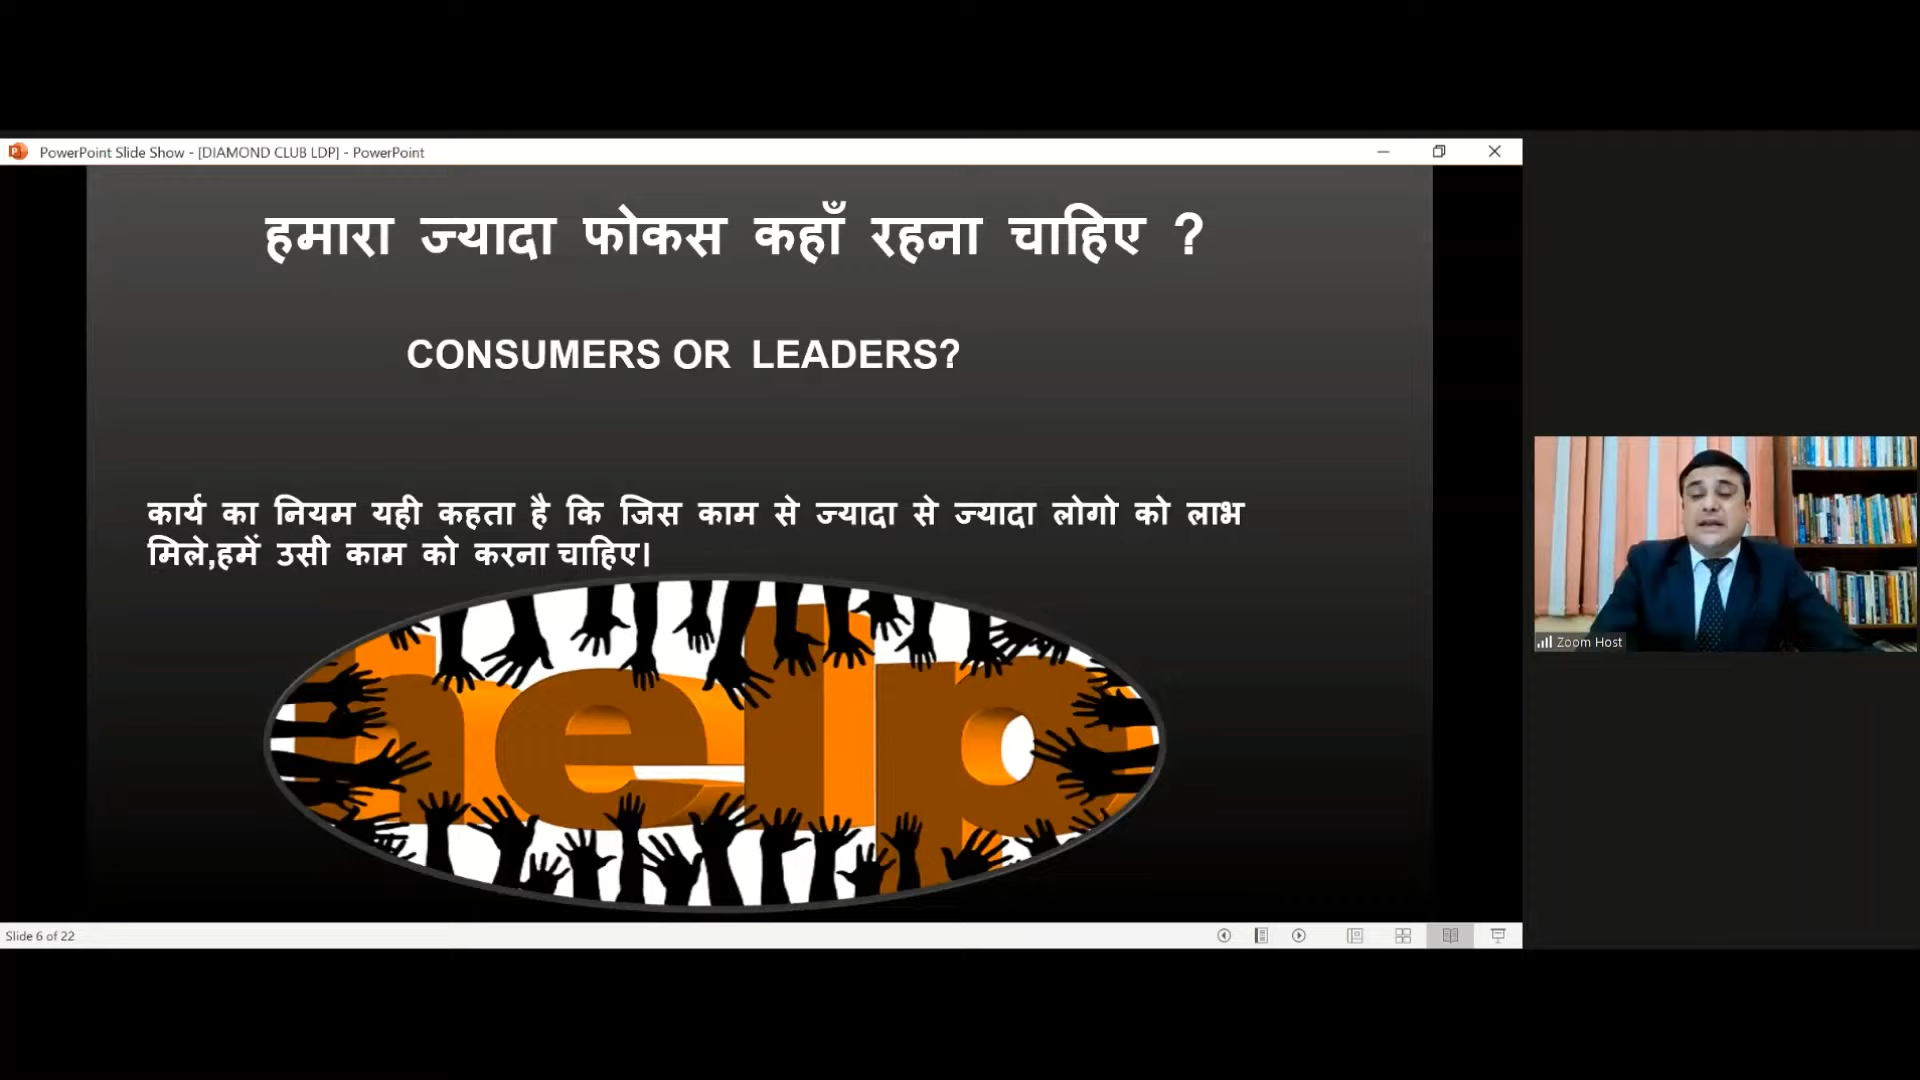 PowerPoint Slide Show - [DIAMOND CLUB LDP] - PowerPoint
हमारा ज्यादा फोकस कहाँ रहना चाहिए ?
CONSUMERS OR LEADERS?
कार्य का नियम यही कहता है कि जिस काम से ज्यादा से ज्यादा लोगो को लाभ
मिले,हमें उसी काम को करना चाहिए।
help
Zoom Host
Slide 6 of 22